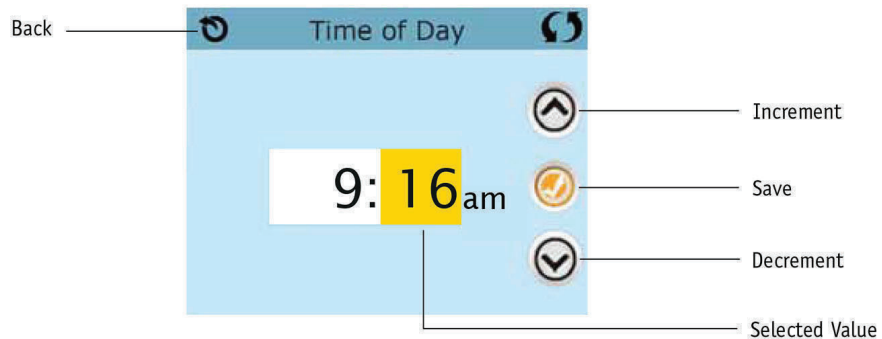 Back
Time of Day
Increment
9:16am
Save
Decrement
Selected Value